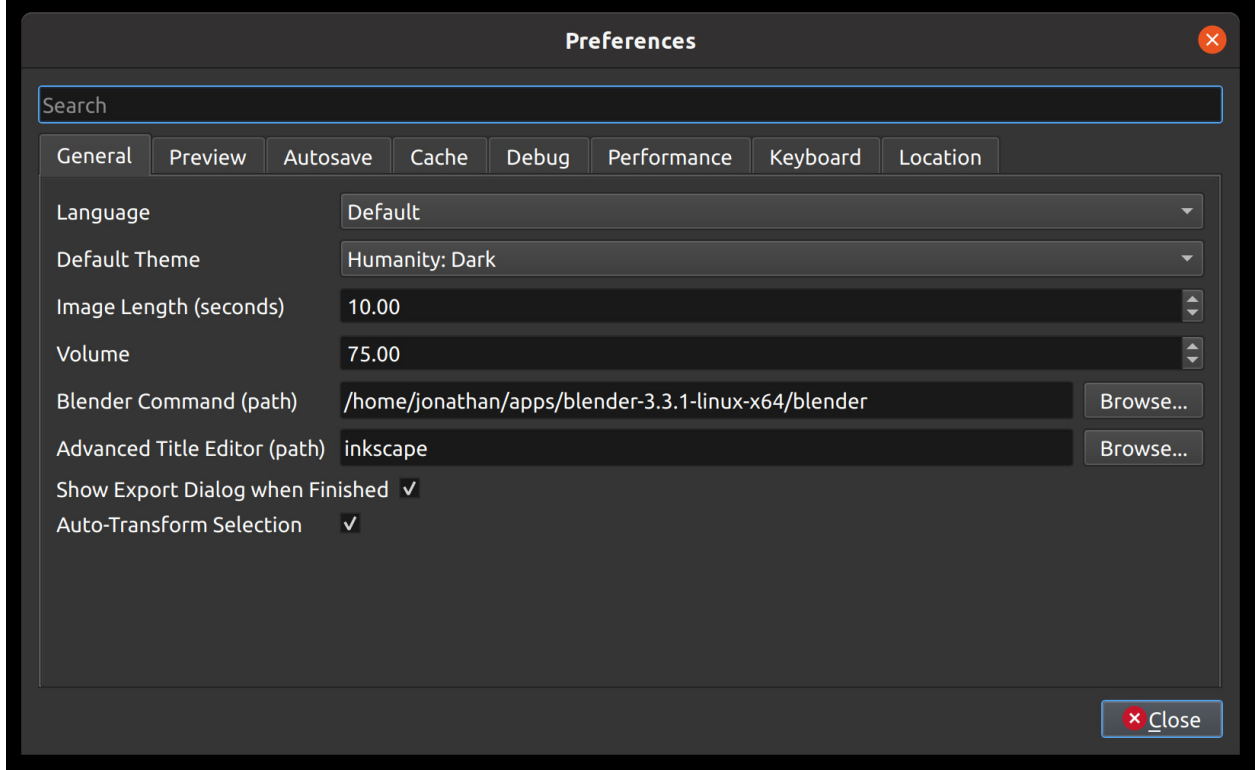 Preferences
Search
General Preview Autosave Cache Debug Performance Keyboard Location
Language Default
Default Theme Humanity: Dark
Image Length (seconds) 10.00
Volume 75.00
Blender Command (path) /home/jonathan/apps/blender-3.3.1-linux-x64/blender Browse...
Advanced Title Editor (path) inkscape Browse...
Show Export Dialog when Finished
Auto-Transform Selection
Close